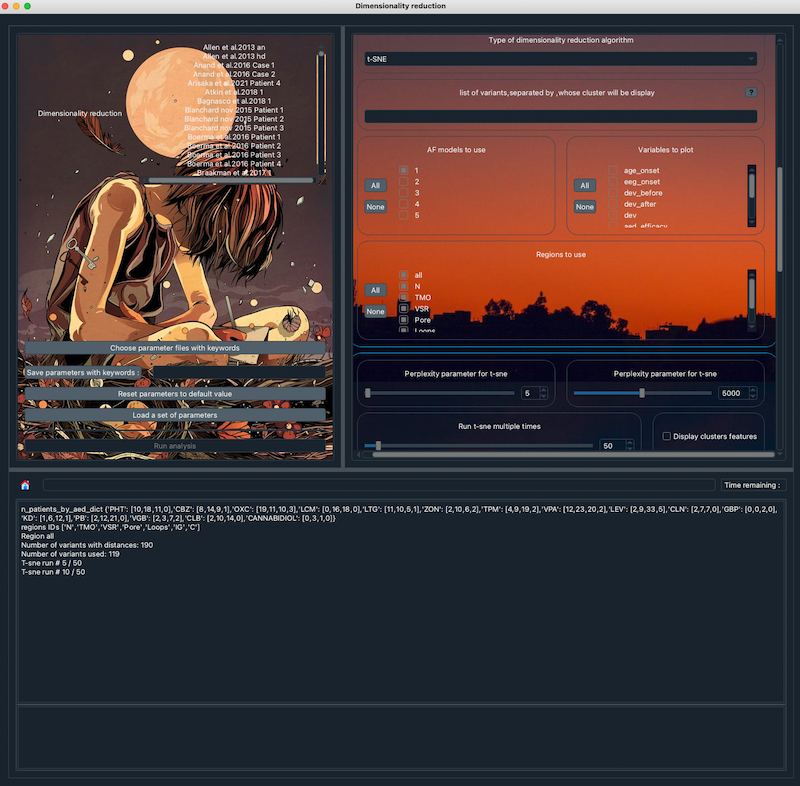 Dimensionality reduction
Dimensionality reduction
Allen et al.2013 an
Allen et al.2013 hd
Anand et al.2016 Case 1
Anand et al.2016 Case 2
Arisaka et al.2021 Patient 4
Atkin et al.2018 1
Bagnasco et al.2018 1
Blanchard nov 2015 Patient 1
Blanchard nov 2015 Patient 2
Blanchard nov 2015 Patient 3
Boerma et al.2016 Patient 1
Boerma et al.2016 Patient 2
Boerma et al.2016 Patient 3
Boerma et al.2016 Patient 4
Braakman et al.2017 1
Choose parameter files with keywords
Save parameters with keywords :
Reset parameters to default value
Load a set of parameters
Run analysis
Type of dimensionality reduction algorithm
t-SNE
list of variants,separated by ,whose cluster will be display
?
AF models to use
All
None
1
2
3
4
5
Variables to plot
All
None
age_onset
eeg_onset
dev_before
dev_after
dev
aed_efficacy
Regions to use
All
None
all
N
TMO
VSR
Pore
Loops
Perplexity parameter for t-sne
5
Perplexity parameter for t-sne
5000
Run t-sne multiple times
50
Display clusters features
Time remaining :
n_patients_by_aed_dict {'PHT': [10,18,11,0],'CBZ': [8,14,9,1],'OXC': [19,11,10,3],'LCM': [0,16,18,0],'LTG': [11,10,5,1],'ZON': [2,10,6,2],'TPM': [4,9,19,2],'VPA': [12,23,20,2],'LEV': [2,9,33,5],'CLN': [2,7,7,0],'GBP': [0,0,2,0],
'KD': [1,6,12,1],'PB': [2,12,21,0],'VGB': [2,3,7,2],'CLB': [2,10,14,0],'CANNABIDIOL': [0,3,1,0]}
regions IDs ['N','TMO','VSR','Pore','Loops','IG','C']
Region all
Number of variants with distances: 190
Number of variants used: 119
T-sne run # 5 / 50
T-sne run # 10 / 50